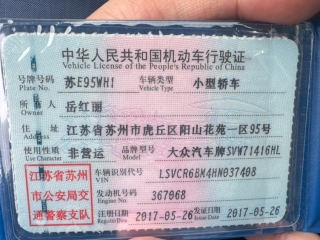 中华人民共和国机动车行驶证
Vehicle License of the People's Republic of China
号牌号码 苏E95WH1 车辆类型 小型轿车
Plate No. Vehicle Type
所有人 岳红丽
Owner
住址 江苏省苏州市虎丘区阳山花苑一区95号
Address
使用性质 非营运 品牌型号 大众汽车牌SVW71416HL
Use Character Model
江苏省苏州 车辆识别代号 LSVCR6BM4HN037408
VIN
市公安局交 发动机号码 367068
Engine No.
通警察支队 注册日期 2017-05-26 发证日期 2017-05-26
Register Date Issue Date